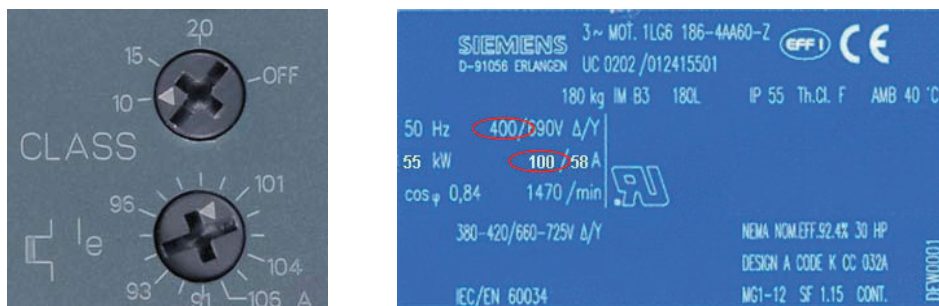 20
15
OFF
10
CLASS
101
96
Ie
104
93
91
106 A
SIEMENS 3~ MOT. 1LG6 186-4AA60-Z EFF 1 CE
D-91056 ERLANGEN UC 0202 /012415501
180 kg IM B3 180L IP 55 Th.Cl. F AMB 40 °C
50 Hz 400/690V Δ/Y
55 kW 100 /58 A
cosφ 0,84 1470 /min
380-420/660-725V Δ/Y NEMA NOM.EFF.92.4% 30 HP
DESIGN A CODE K CC 032A
IEC/EN 60034 MG1-12 SF 1.15 CONT.
DEW0001